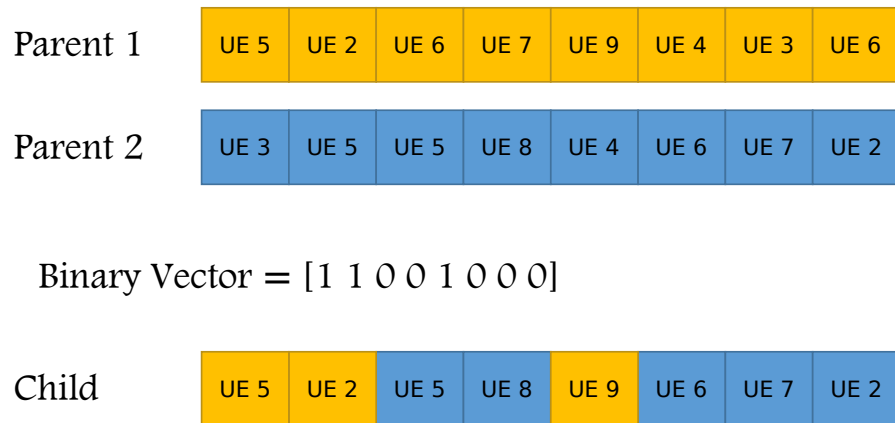 Parent 1 UE 5 UE 2 UE 6 UE 7 UE 9 UE 4 UE 3 UE 6
Parent 2 UE 3 UE 5 UE 5 UE 8 UE 4 UE 6 UE 7 UE 2
Binary Vector = [1 1 0 0 1 0 0 0]
Child UE 5 UE 2 UE 5 UE 8 UE 9 UE 6 UE 7 UE 2